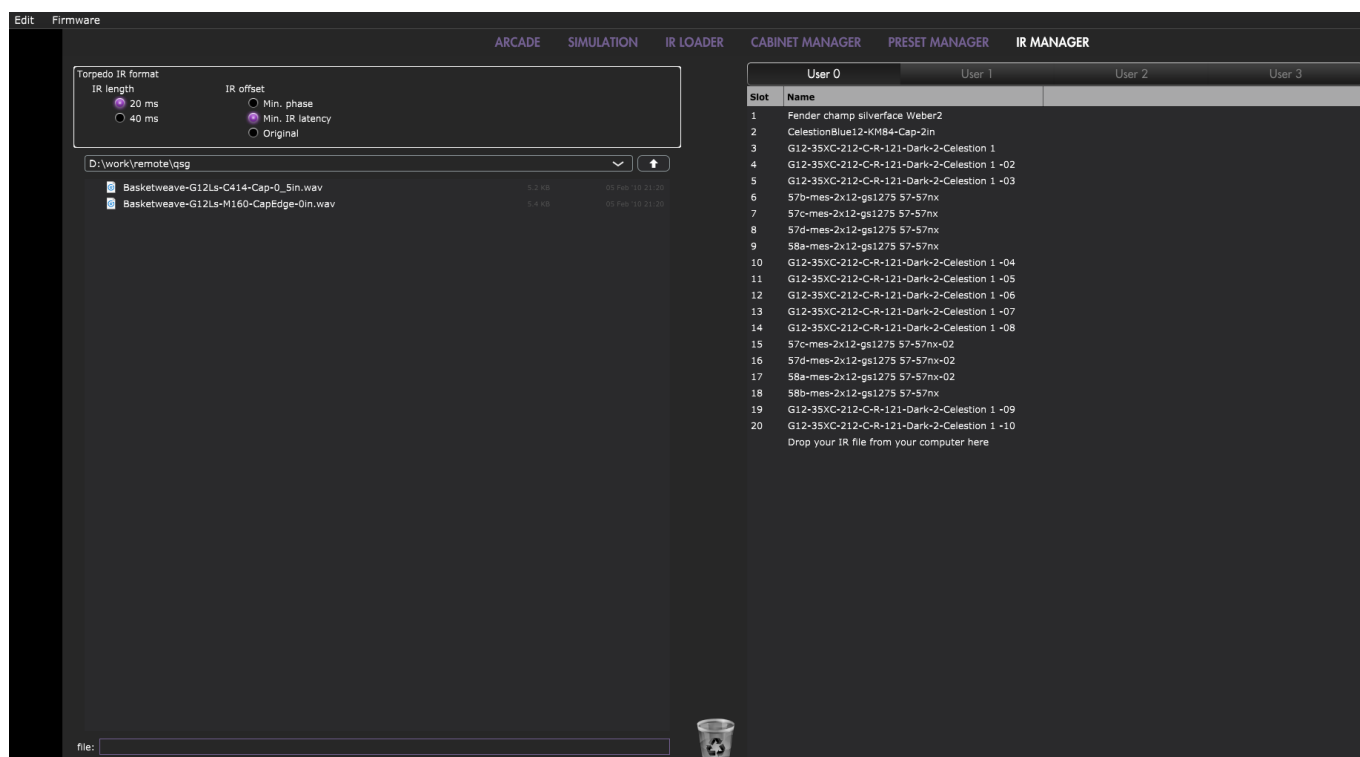 Edit Firmware
ARCADE SIMULATION IR LOADER CABINET MANAGER PRESET MANAGER IR MANAGER
Torpedo IR format
IR length IR offset
20 ms Min. phase
40 ms Min. IR latency
Original
D:\work\remote\qsg
Basketweave-G12Ls-C414-Cap-0_5in.wav 5.2 KB 05 Feb '10 21:20
Basketweave-G12Ls-M160-CapEdge-0in.wav 5.4 KB 05 Feb '10 21:20
file:
User 0 User 1 User 2 User 3
Slot Name
1 Fender champ silverface Weber2
2 CelestionBlue12-KM84-Cap-2in
3 G12-35XC-212-C-R-121-Dark-2-Celestion 1
4 G12-35XC-212-C-R-121-Dark-2-Celestion 1 -02
5 G12-35XC-212-C-R-121-Dark-2-Celestion 1 -03
6 57b-mes-2x12-gs1275 57-57nx
7 57c-mes-2x12-gs1275 57-57nx
8 57d-mes-2x12-gs1275 57-57nx
9 58a-mes-2x12-gs1275 57-57nx
10 G12-35XC-212-C-R-121-Dark-2-Celestion 1 -04
11 G12-35XC-212-C-R-121-Dark-2-Celestion 1 -05
12 G12-35XC-212-C-R-121-Dark-2-Celestion 1 -06
13 G12-35XC-212-C-R-121-Dark-2-Celestion 1 -07
14 G12-35XC-212-C-R-121-Dark-2-Celestion 1 -08
15 57c-mes-2x12-gs1275 57-57nx-02
16 57d-mes-2x12-gs1275 57-57nx-02
17 58a-mes-2x12-gs1275 57-57nx-02
18 58b-mes-2x12-gs1275 57-57nx
19 G12-35XC-212-C-R-121-Dark-2-Celestion 1 -09
20 G12-35XC-212-C-R-121-Dark-2-Celestion 1 -10
Drop your IR file from your computer here